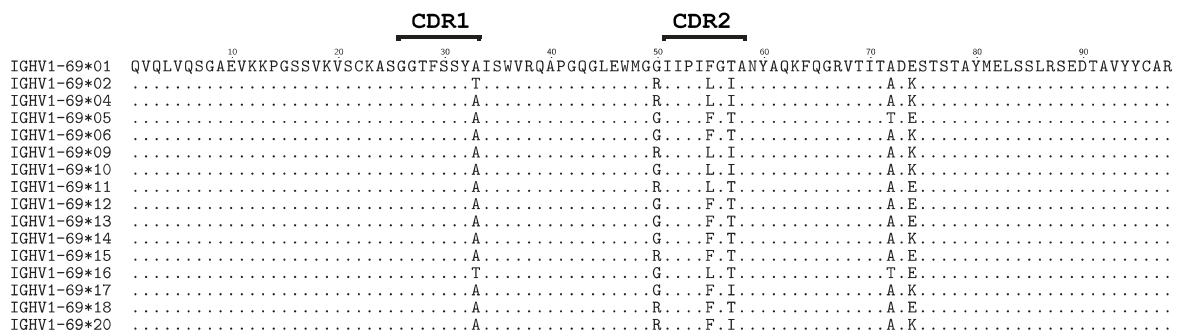 CDR1 CDR2
10 20 30 40 50 60 70 80 90
IGHV1-69*01 QVQLVQSGAEVKKPGSSVKVSCKASGGTFSSYAISWVRQAPGQGLEWMGGIIPIFGTANYAQKFQGRVTITADESTSTAYMELSSLRSEDTAVYYCAR
IGHV1-69*02 ................................T................R....L.I..............A.K........................
IGHV1-69*04 ................................A................R....L.I..............A.K........................
IGHV1-69*05 ................................A................G....F.T..............T.E........................
IGHV1-69*06 ................................A................G....F.T..............A.K........................
IGHV1-69*09 ................................A................R....L.I..............A.K........................
IGHV1-69*10 ................................A................G....L.I..............A.K........................
IGHV1-69*11 ................................A................R....L.T..............A.E........................
IGHV1-69*12 ................................A................G....F.T..............A.E........................
IGHV1-69*13 ................................A................G....F.T..............A.E........................
IGHV1-69*14 ................................A................G....F.T..............A.K........................
IGHV1-69*15 ................................A................R....F.T..............A.E........................
IGHV1-69*16 ................................T................G....L.T..............T.E........................
IGHV1-69*17 ................................A................G....F.I..............A.K........................
IGHV1-69*18 ................................A................R....F.T..............A.E........................
IGHV1-69*20 ................................A................R....F.I..............A.K........................